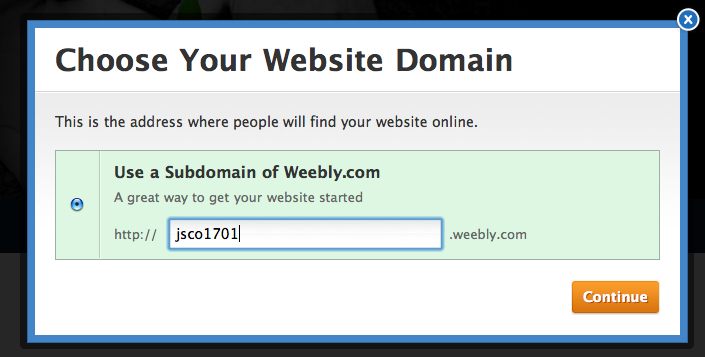 Choose Your Website Domain
This is the address where people will find your website online.
Use a Subdomain of Weebly.com
A great way to get your website started
http:// jsco1701 .weebly.com
Continue